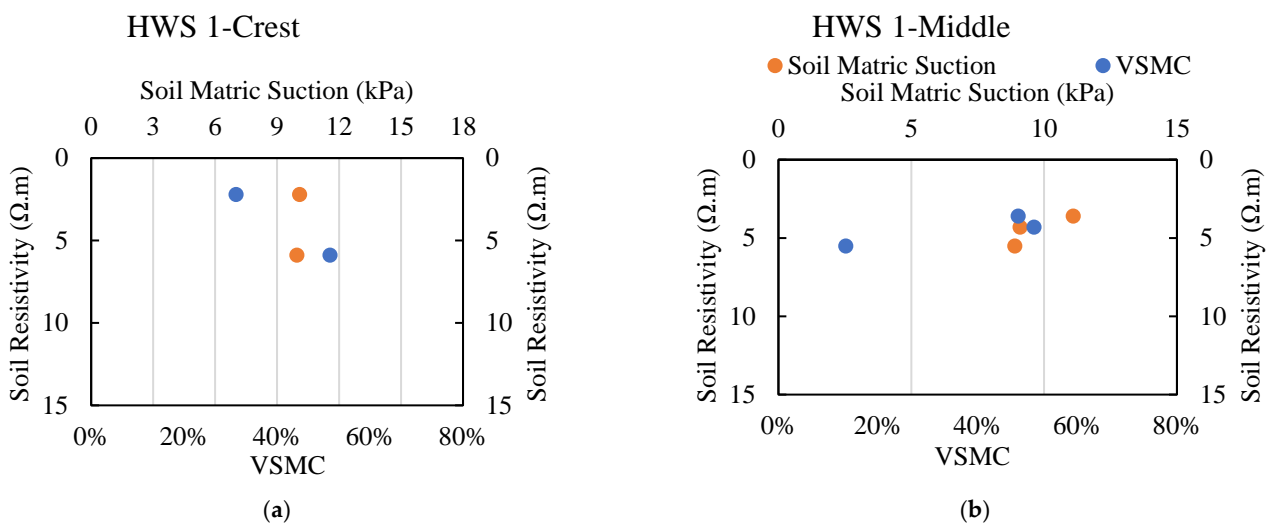 HWS 1-Crest
Soil Matric Suction (kPa)
0 3 6 9 12 15 18
0 0
5 5
10 10
15 15
Soil Resistivity (Ω.m)
Soil Resistivity (Ω.m)
0% 20% 40% 60% 80%
VSMC
(a)
HWS 1-Middle
Soil Matric Suction VSMC
Soil Matric Suction (kPa)
0 5 10 15
0 0
5 5
10 10
15 15
Soil Resistivity (Ω.m)
Soil Resistivity (Ω.m)
0% 20% 40% 60% 80%
VSMC
(b)